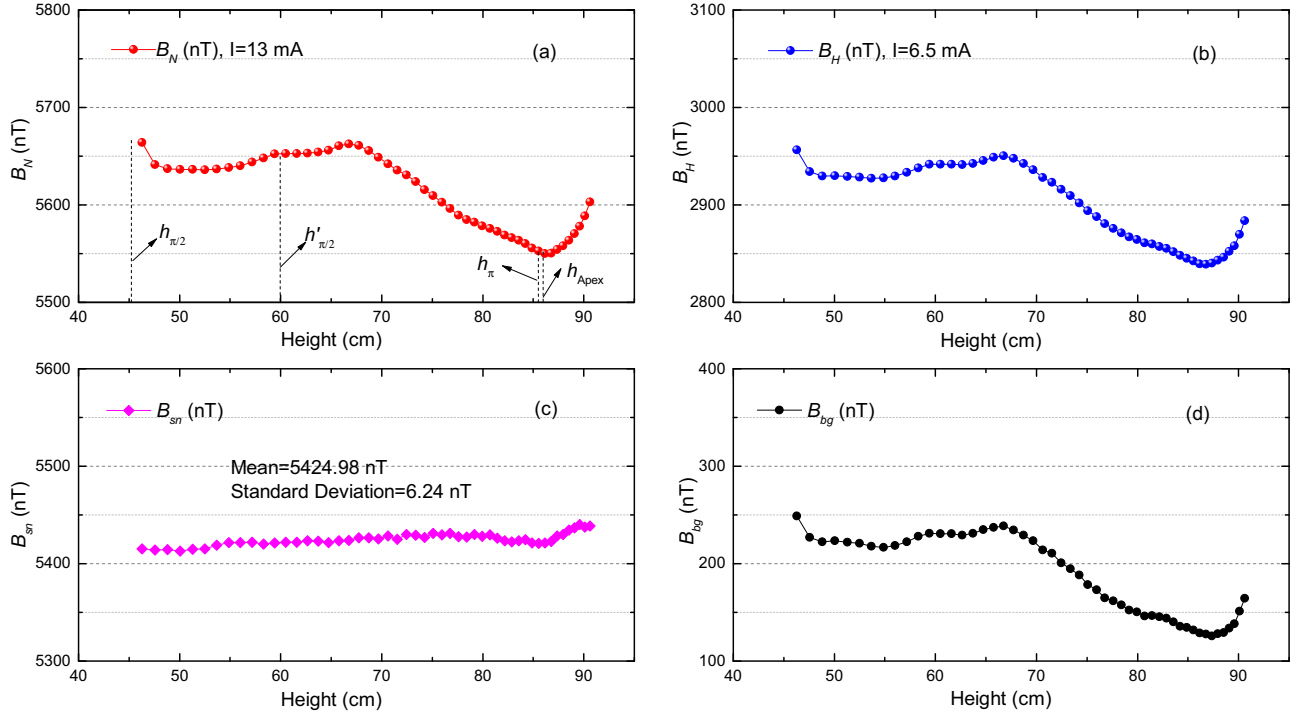 5800
5700
5600
5500
B_N (nT)
B_N (nT), I=13 mA
(a)
h_π/2
h'_π/2
h_π
h_Apex
40 50 60 70 80 90
Height (cm)
3100
3000
2900
2800
B_H (nT)
B_H (nT), I=6.5 mA
(b)
40 50 60 70 80 90
Height (cm)
5600
5500
5400
5300
B_sn (nT)
B_sn (nT)
(c)
Mean=5424.98 nT
Standard Deviation=6.24 nT
40 50 60 70 80 90
Height (cm)
400
300
200
100
B_bg (nT)
B_bg (nT)
(d)
40 50 60 70 80 90
Height (cm)